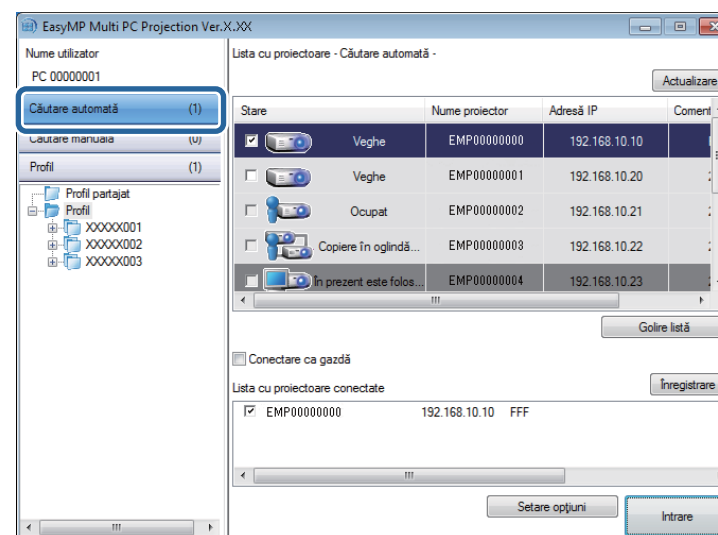 EasyMP Multi PC Projection Ver.X.XX
Nume utilizator
PC 00000001
Căutare automată (1)
Căutare manuală (0)
Profil (1)
Profil partajat
Profil
XXXXX001
XXXXX002
XXXXX003
Lista cu proiectoare - Căutare automată -
Actualizare
Stare Nume proiector Adresă IP Coment
Veghe EMP00000000 192.168.10.10
Veghe EMP00000001 192.168.10.20
Ocupat EMP00000002 192.168.10.21
Copiere în oglindă... EMP00000003 192.168.10.22
În prezent este folos... EMP00000004 192.168.10.23
Golire listă
Conectare ca gazdă
Lista cu proiectoare conectate
Înregistrare
EMP00000000 192.168.10.10 FFF
Setare opţiuni
Intrare